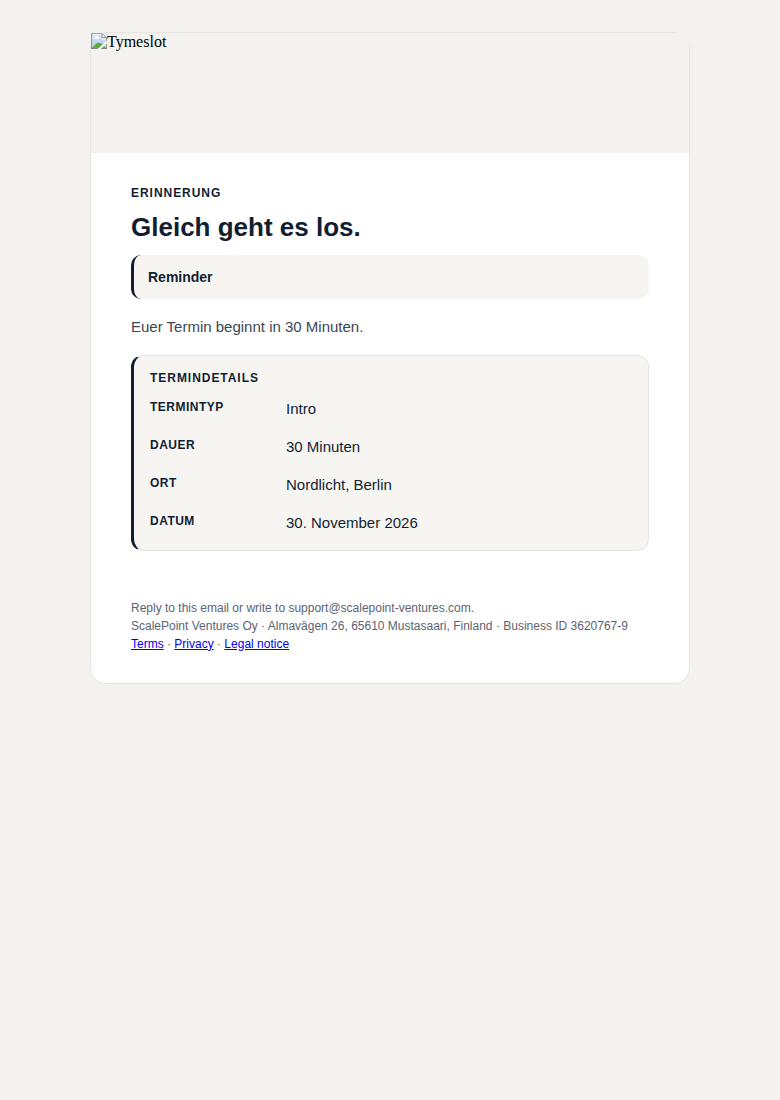 Tymeslot
ERINNERUNG
Gleich geht es los.
Reminder
Euer Termin beginnt in 30 Minuten.
TERMINDETAILS
TERMINTYP Intro
DAUER 30 Minuten
ORT Nordlicht, Berlin
DATUM 30. November 2026
Reply to this email or write to support@scalepoint-ventures.com.
ScalePoint Ventures Oy · Almavägen 26, 65610 Mustasaari, Finland · Business ID 3620767-9
Terms · Privacy · Legal notice